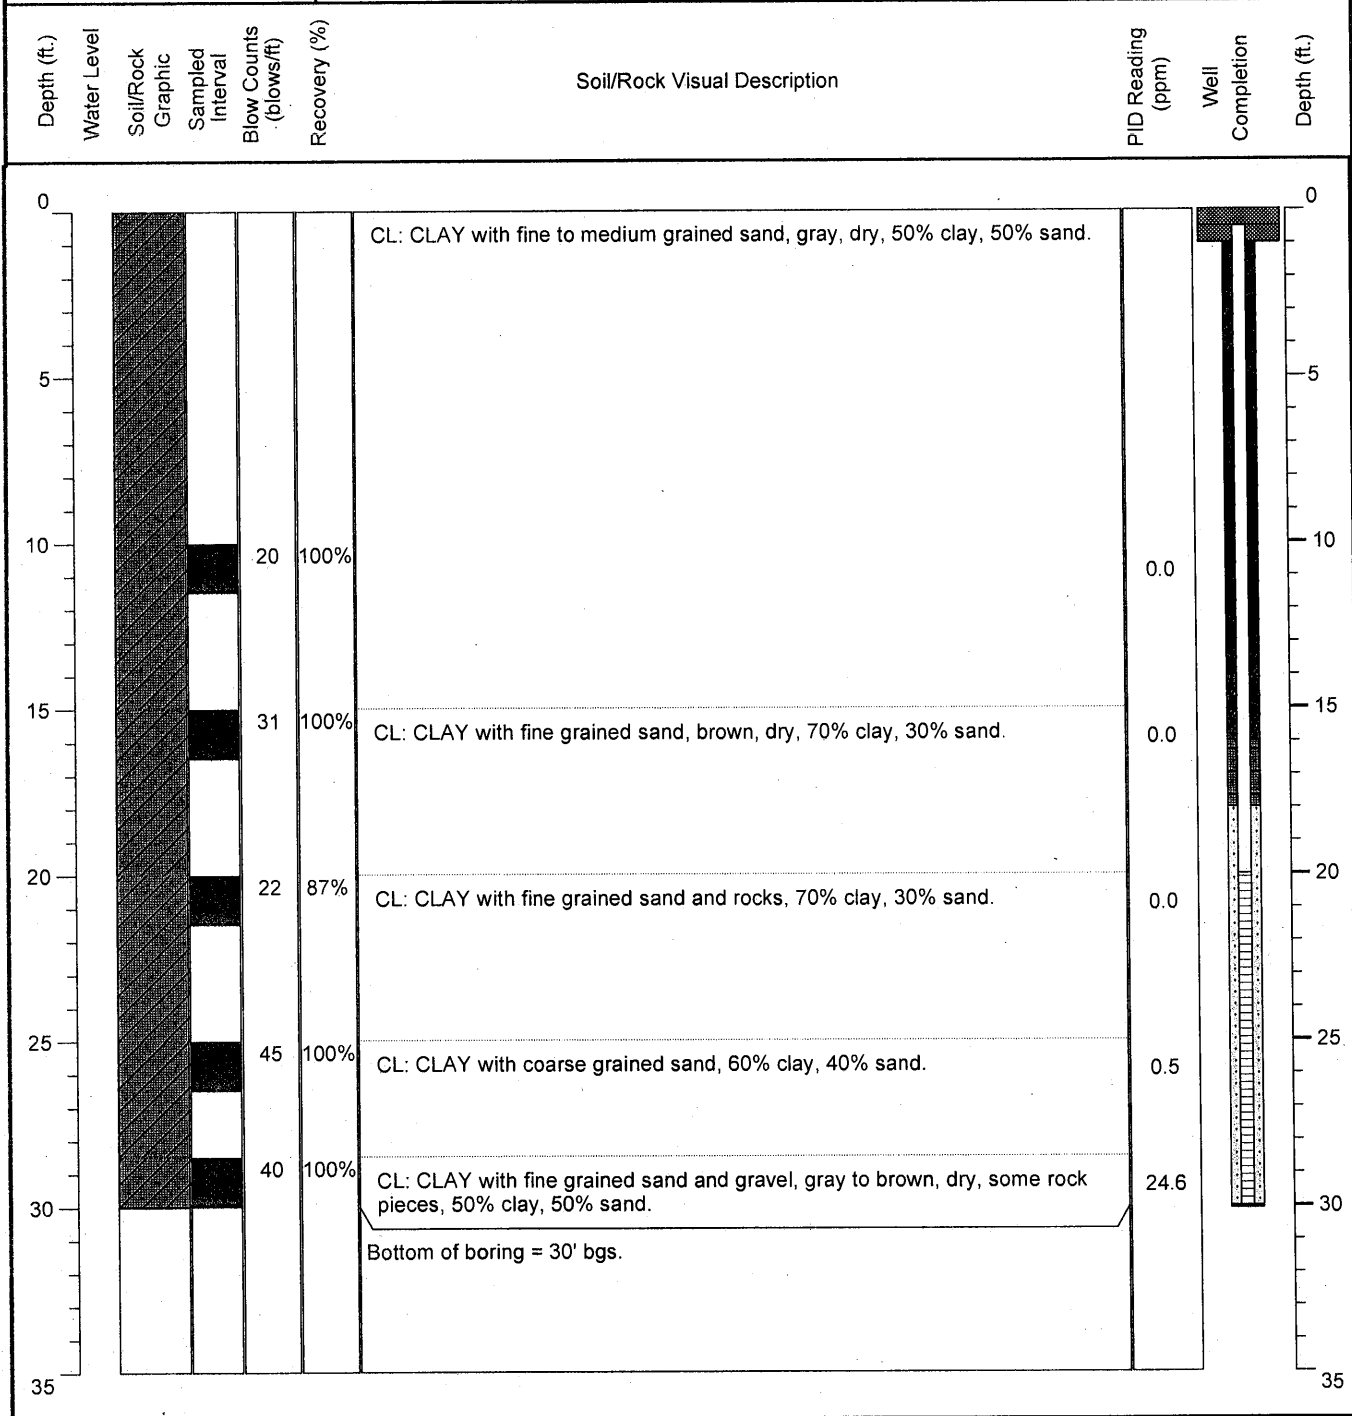 Depth (ft.)
Water Level
Soil/Rock
Graphic
Sampled
Interval
Blow Counts
(blows/ft)
Recovery (%)
Soil/Rock Visual Description
PID Reading
(ppm)
Well
Completion
Depth (ft.)
0
0
CL: CLAY with fine to medium grained sand, gray, dry, 50% clay, 50% sand.
5
5
10
20
100%
0.0
10
15
31
100%
CL: CLAY with fine grained sand, brown, dry, 70% clay, 30% sand.
0.0
15
20
22
87%
CL: CLAY with fine grained sand and rocks, 70% clay, 30% sand.
0.0
20
25
45
100%
CL: CLAY with coarse grained sand, 60% clay, 40% sand.
0.5
25
40
100%
CL: CLAY with fine grained sand and gravel, gray to brown, dry, some rock
pieces, 50% clay, 50% sand.
24.6
30
30
Bottom of boring = 30' bgs.
35
35